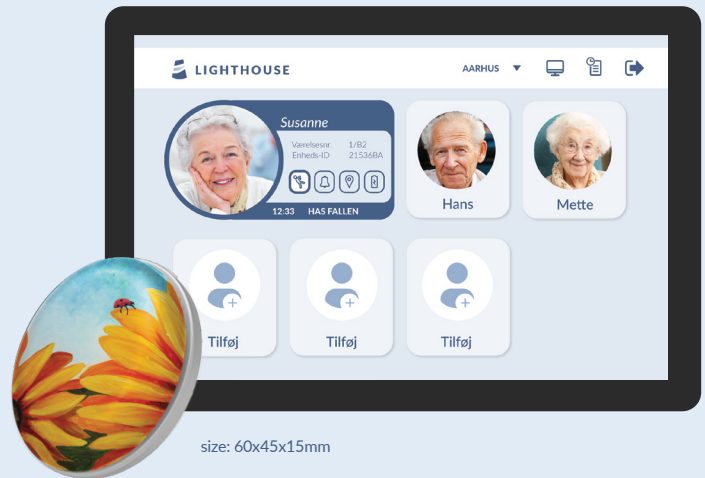 LIGHTHOUSE
AARHUS
Susanne
Værelsesnr. 1/B2
Enheds-ID 21536BA
12:33 HAS FALLEN
Hans
Mette
Tilføj
Tilføj
Tilføj
size: 60x45x15mm